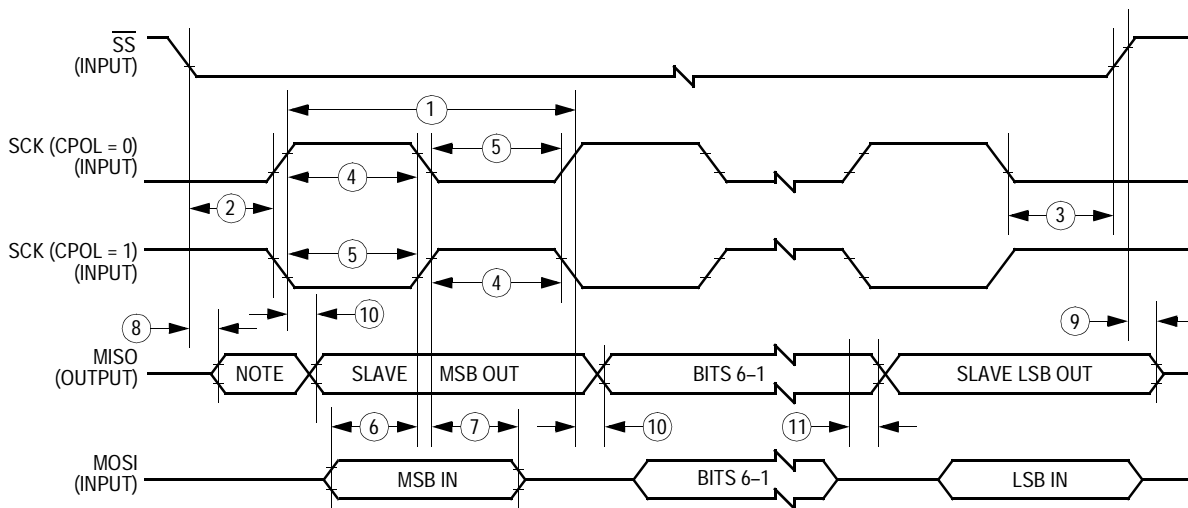 SS
(INPUT)
1
SCK (CPOL = 0)
(INPUT)
5
4
2
3
SCK (CPOL = 1)
(INPUT)
5
4
8
10
9
MISO
(OUTPUT)
NOTE
SLAVE
MSB OUT
BITS 6–1
SLAVE LSB OUT
6
7
10
11
MOSI
(INPUT)
MSB IN
BITS 6–1
LSB IN